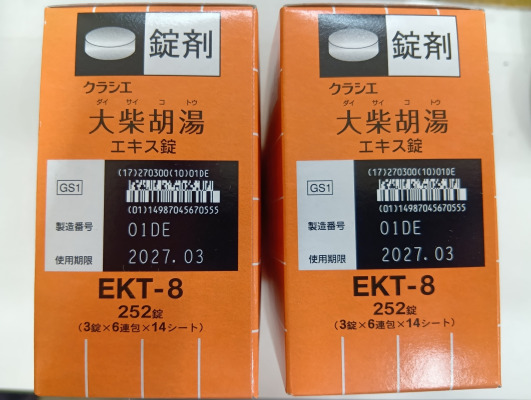 錠剤
クラシエ
ダイ サイ コ トウ
大柴胡湯
エキス錠
(17)270300(10)01DE
GS1
(01)14987045670555
製造番号 01DE
使用期限 2027.03
EKT-8
252錠
(3錠×6連包×14シート)
錠剤
クラシエ
ダイ サイ コ トウ
大柴胡湯
エキス錠
(17)270300(10)01DE
GS1
(01)14987045670555
製造番号 01DE
使用期限 2027.03
EKT-8
252錠
(3錠×6連包×14シート)